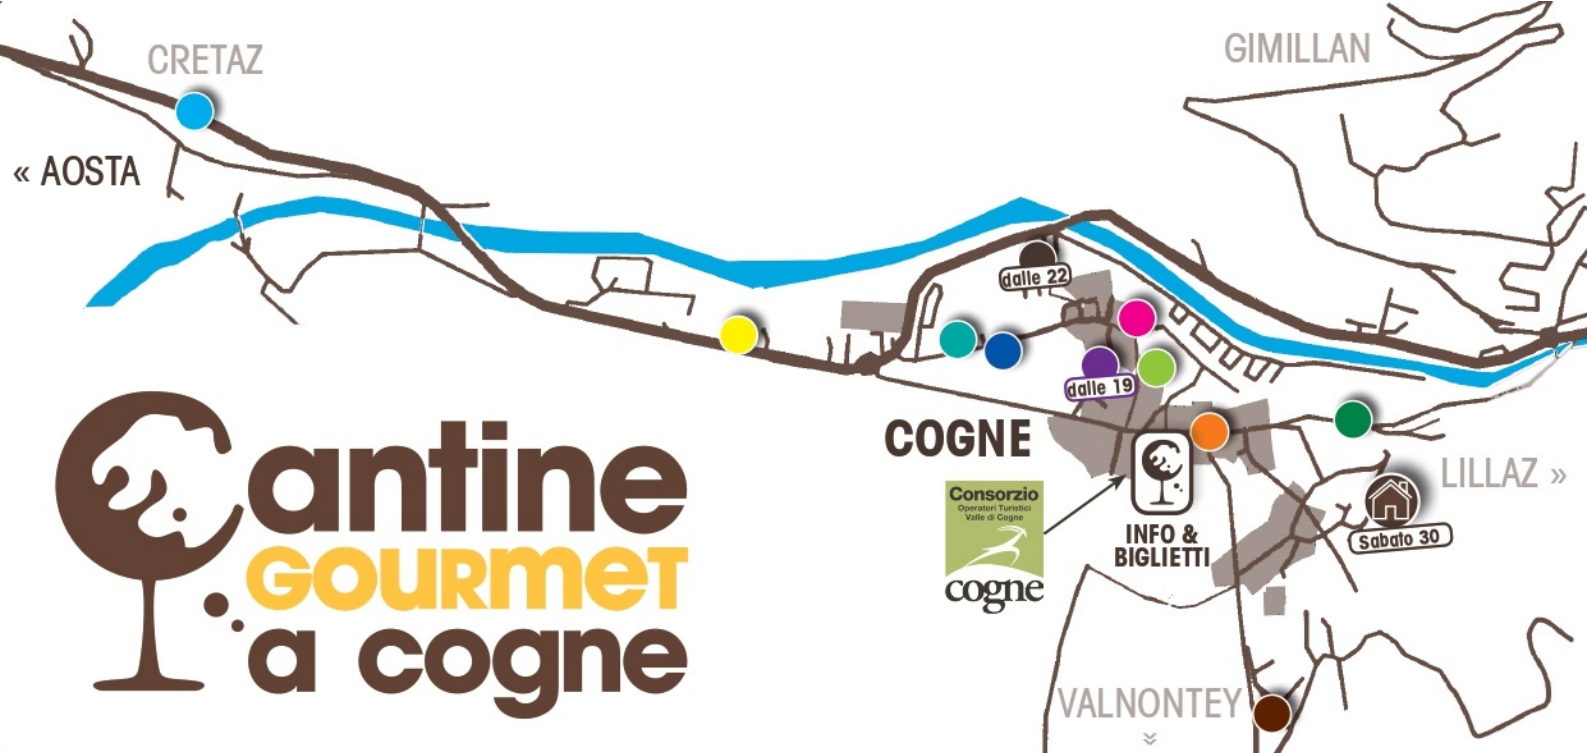 CRETAZ
GIMILLAN
« AOSTA
dalle 22
dalle 19
COGNE
LILLAZ »
Consorzio
Operatori Turistici
Valle di Cogne
cogne
INFO &
BIGLIETTI
Sabato 30
Cantine
GOURMET
a cogne
VALNONTEY